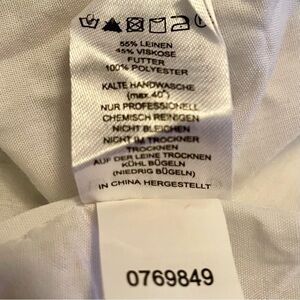 55% LEINEN
45% VISKOSE
FUTTER
100% POLYESTER
KALTE HANDWASCHE
(max. 40°)
NUR PROFESSIONELL
CHEMISCH REINIGEN
NICHT BLEICHEN
NICHT IM TROCKNER
TROCKNEN
AUF DER LEINE TROCKNEN
KÜHL BÜGELN
(NIEDRIG BÜGELN)
IN CHINA HERGESTELLT
0769849